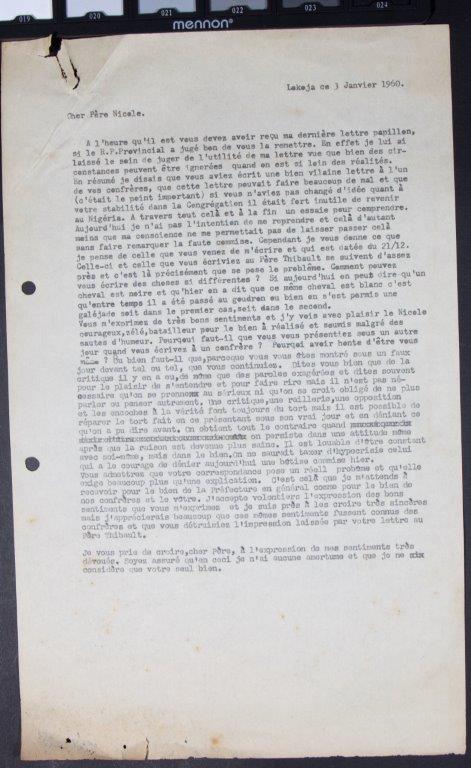 019
020
021
022
023
024
mennon
Lokoja ce 3 Janvier 1960.
Cher Père Nicole.
A l'heure qu'il est vous devez avoir reçu ma dernière lettre papillon,
si le R.P.Provincial a jugé bon de vous la remettre. En effet je lui ai
laissé le soin de juger de l'utilité de ma lettre vue que bien des cir-
constances peuvent être ignorées quand on est si loin des réalités.
En résumé je disais que vous aviez écrit une bien vilaine lettre à l'un
de vos confrères, que cette lettre pouvait faire beaucoup de mal et que
(c'était le point important) si vous n'aviez pas changé d'idée quant à
votre stabilité dans la Congrégation il était fort inutile de revenir
au Nigéria. A travers tout celà et à la fin un essaie pour comprendre.
Aujourd'hui je n'ai pas l'intention de me reprendre et celà d'autant
moins que ma conscience ne me permettait pas de laisser passer celà
sans faire remarquer la faute commise. Cependant je vous donne ce que
je pense de celle que vous venez de m'écrire et qui est datée du 21/12.
Celle-ci et celle que vous écriviez au Père Thibault se suivent d'assez
près et c'est là précisément que se pose le problème. Comment pouvez
vous écrire des choses si différentes ? Si aujourd'hui on peut dire qu'un
cheval est noire et qu'hier on a dit que ce même cheval est blanc c'est
qu'entre temps il a été passé au goudron ou bien on s'est permis une
galéjade soit dans le premier cas,soit dans le second.
Vous m'exprimez de très bons sentiments et j'y vois avec plaisir le Nicole
courageux,zélé,batailleur pour le bien à réalisé et soumis malgré des
sautes d'humeur. Pourquoi faut-il que vous vous présentiez sous un autre
jour quand vous écrivez à un confrère ? Pourquoi avoir honte d'être vous
? Ou bien faut-il que,parceque vous vous êtes montré sous un faux
jour devant tel ou tel, que vous continuiez. Dites vous bien que de la
critique il y en a eu,de même que des paroles exagérées et dites souvent
pour le plaisir de s'entendre et pour faire rire mais il n'est pas né-
cessaire qu'on se prenne au sérieux ni qu'on se croit obligé de ne plus
parler ou penser autrement. Une critique,une raillerie,une opposition
et les encoches à la vérité font toujours du tort mais il est possible de
réparer le tort fait en se présentant sous son vrai jour et en déniant ce
qu'on a pu dire avant. On obtient tout le contraire quand
on permiste dans une attitude même
après que la raison est devenue plus saine. Il est louable d'être constant
avec soi-même, mais dans le bien.On ne saurait taxer d'hypocrisie celui
qui a le courage de dénier aujourd'hui une bêtise commise hier.
Vous admettrez que votre correspondance pose un réell problème et qu'elle
exige beaucoup plus qu'une explication. C'est celà que je m'attends à
recevoir pour le bien de la Préfecture en général comme pour le bien de
nos confrères et le vôtre. J'accepte volontiers l'expression des bons
sentiments que vous m'exprimez et je suis près à les croire très sincères
mais j'apprécierais beaucoup que ces mêmes sentiments fussent connus des
confrères et que vous détruisiez l'impression laissée par votre lettre au
Père Thibault.
Je vous prie de croire,cher Père, à l'expression de mes sentiments très
dévoués. Soyez assuré qu'en ceci je n'ai aucune amertume et que je ne
considère que votre seul bien.